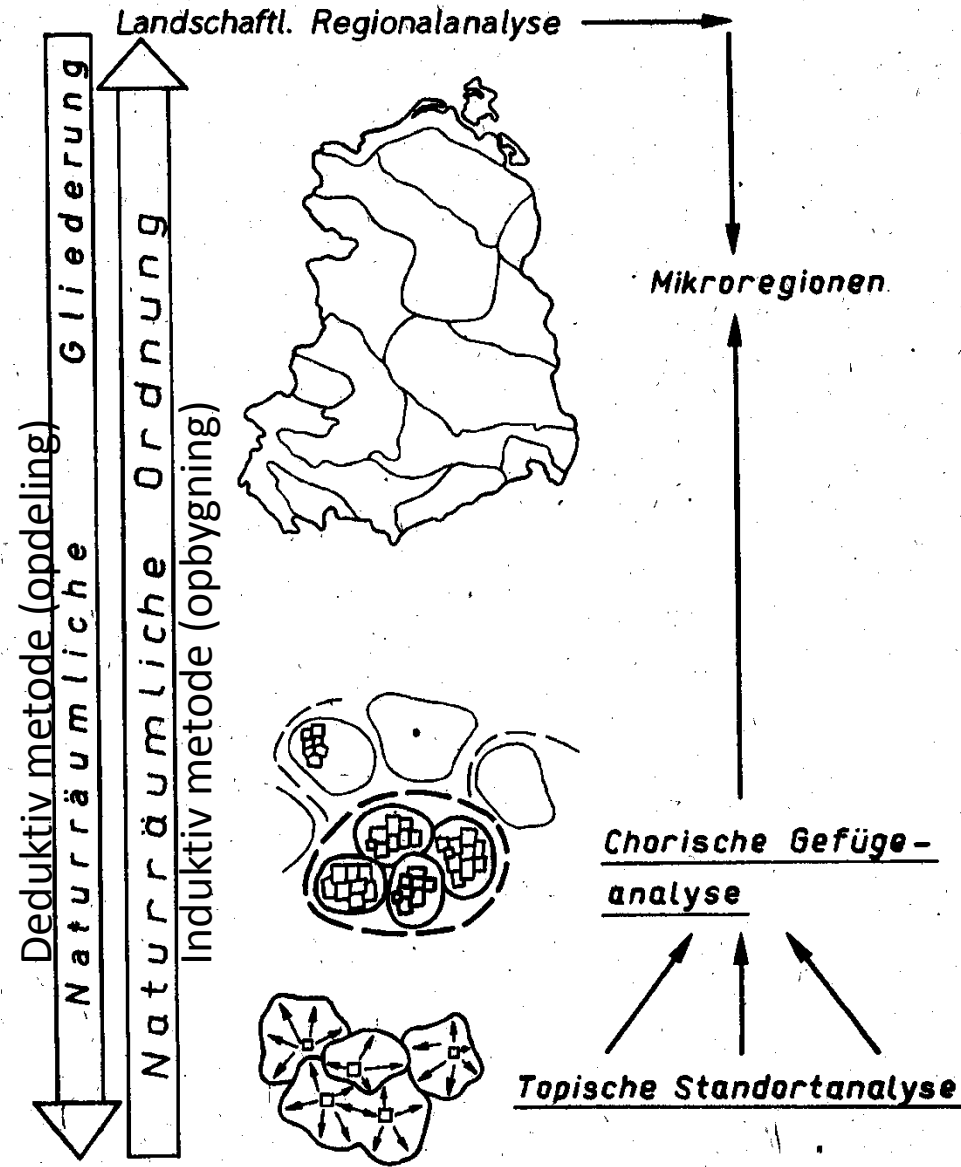 Landschaftl. Regionalanalyse
Naturräumliche Gliederung
Naturräumliche Ordnung
Deduktiv metode (opdeling)
Induktiv metode (opbygning)
Mikroregionen
Chorische Gefüge-
analyse
Topische Standortanalyse